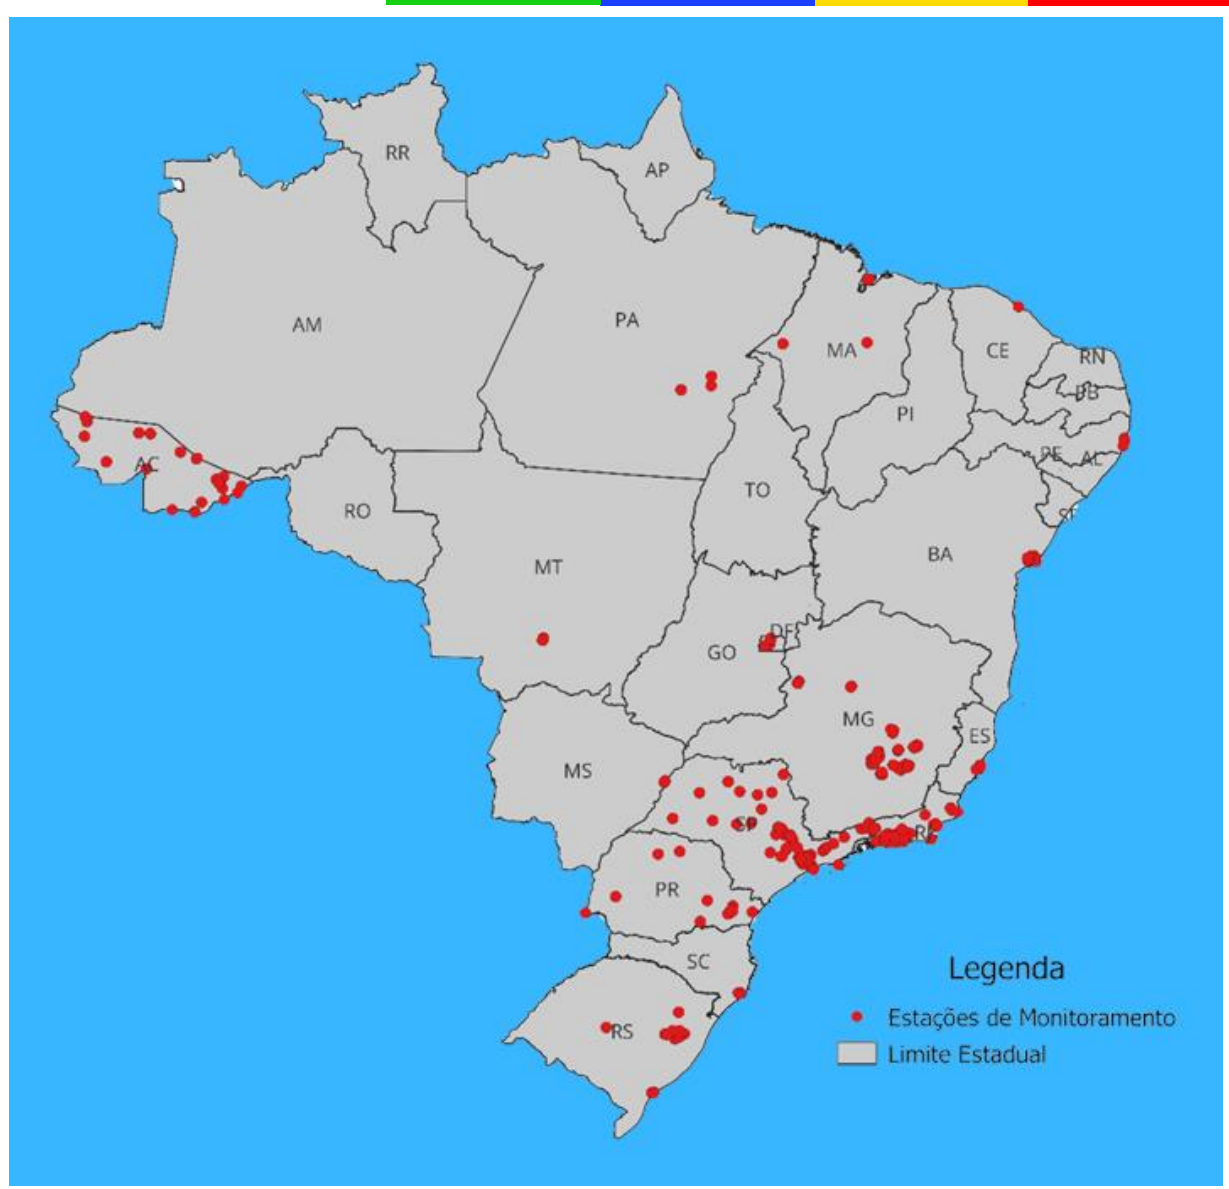 RR
AP
AM
PA
MA
CE
RN
PB
PI
AC
PE
AL
TO
RO
SE
BA
MT
DF
GO
MG
ES
MS
SP
RJ
PR
SC
Legenda
Estações de Monitoramento
RS
Limite Estadual